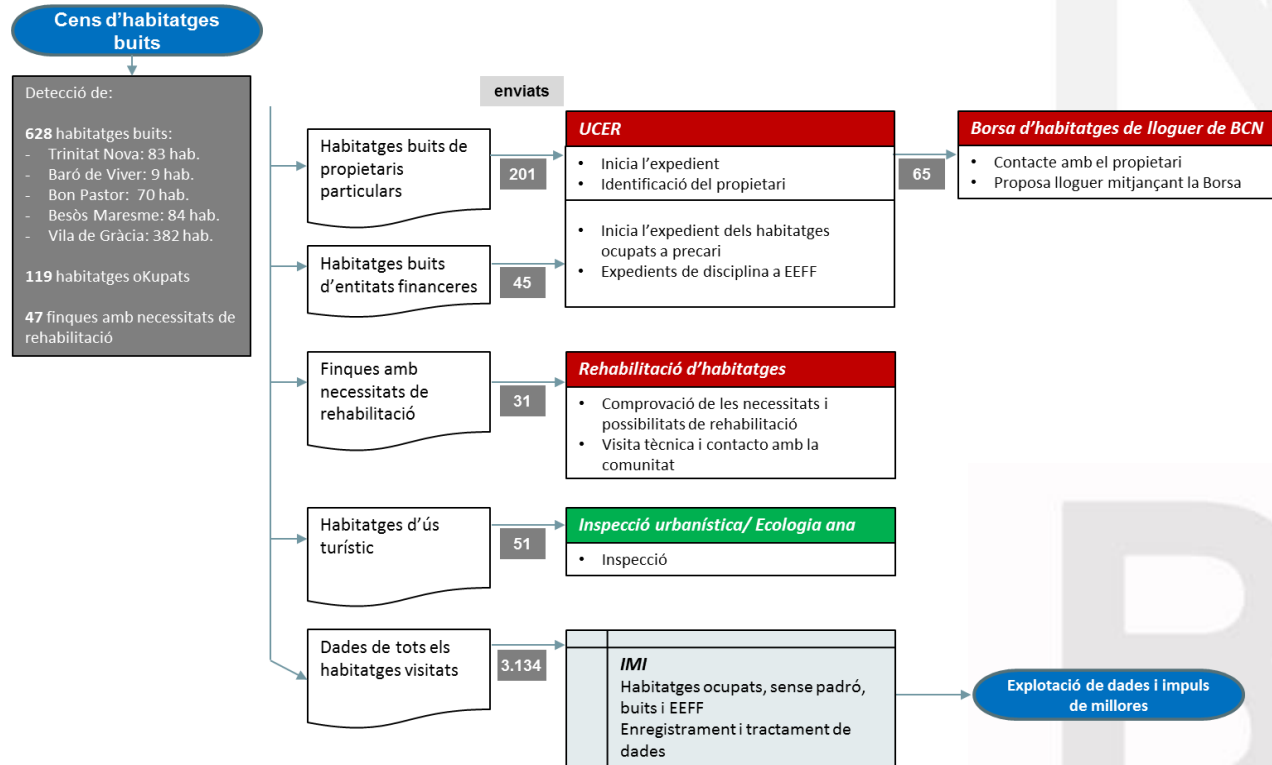 Cens d'habitatges
buits
Detecció de:
628 habitatges buits:
- Trinitat Nova: 83 hab.
- Baró de Viver: 9 hab.
- Bon Pastor: 70 hab.
- Besòs Maresme: 84 hab.
- Vila de Gràcia: 382 hab.
119 habitatges oKupats
47 finques amb necessitats de
rehabilitació
enviats
Habitatges buits de
propietaris
particulars
201
UCER
• Inicia l'expedient
• Identificació del propietari
65
Borsa d'habitatges de lloguer de BCN
• Contacte amb el propietari
• Proposa lloguer mitjançant la Borsa
Habitatges buits
d'entitats financeres
45
• Inicia l'expedient dels habitatges
ocupats a precari
• Expedients de disciplina a EEFF
Finques amb
necessitats de
rehabilitació
31
Rehabilitació d'habitatges
• Comprovació de les necessitats i
possibilitats de rehabilitació
• Visita tècnica i contacto amb la
comunitat
Habitatges d'ús
turístic
51
Inspecció urbanística/ Ecologia ana
• Inspecció
Dades de tots els
habitatges visitats
3.134
IMI
Habitatges ocupats, sense padró,
buits i EEFF
Enregistrament i tractament de
dades
Explotació de dades i impuls
de millores